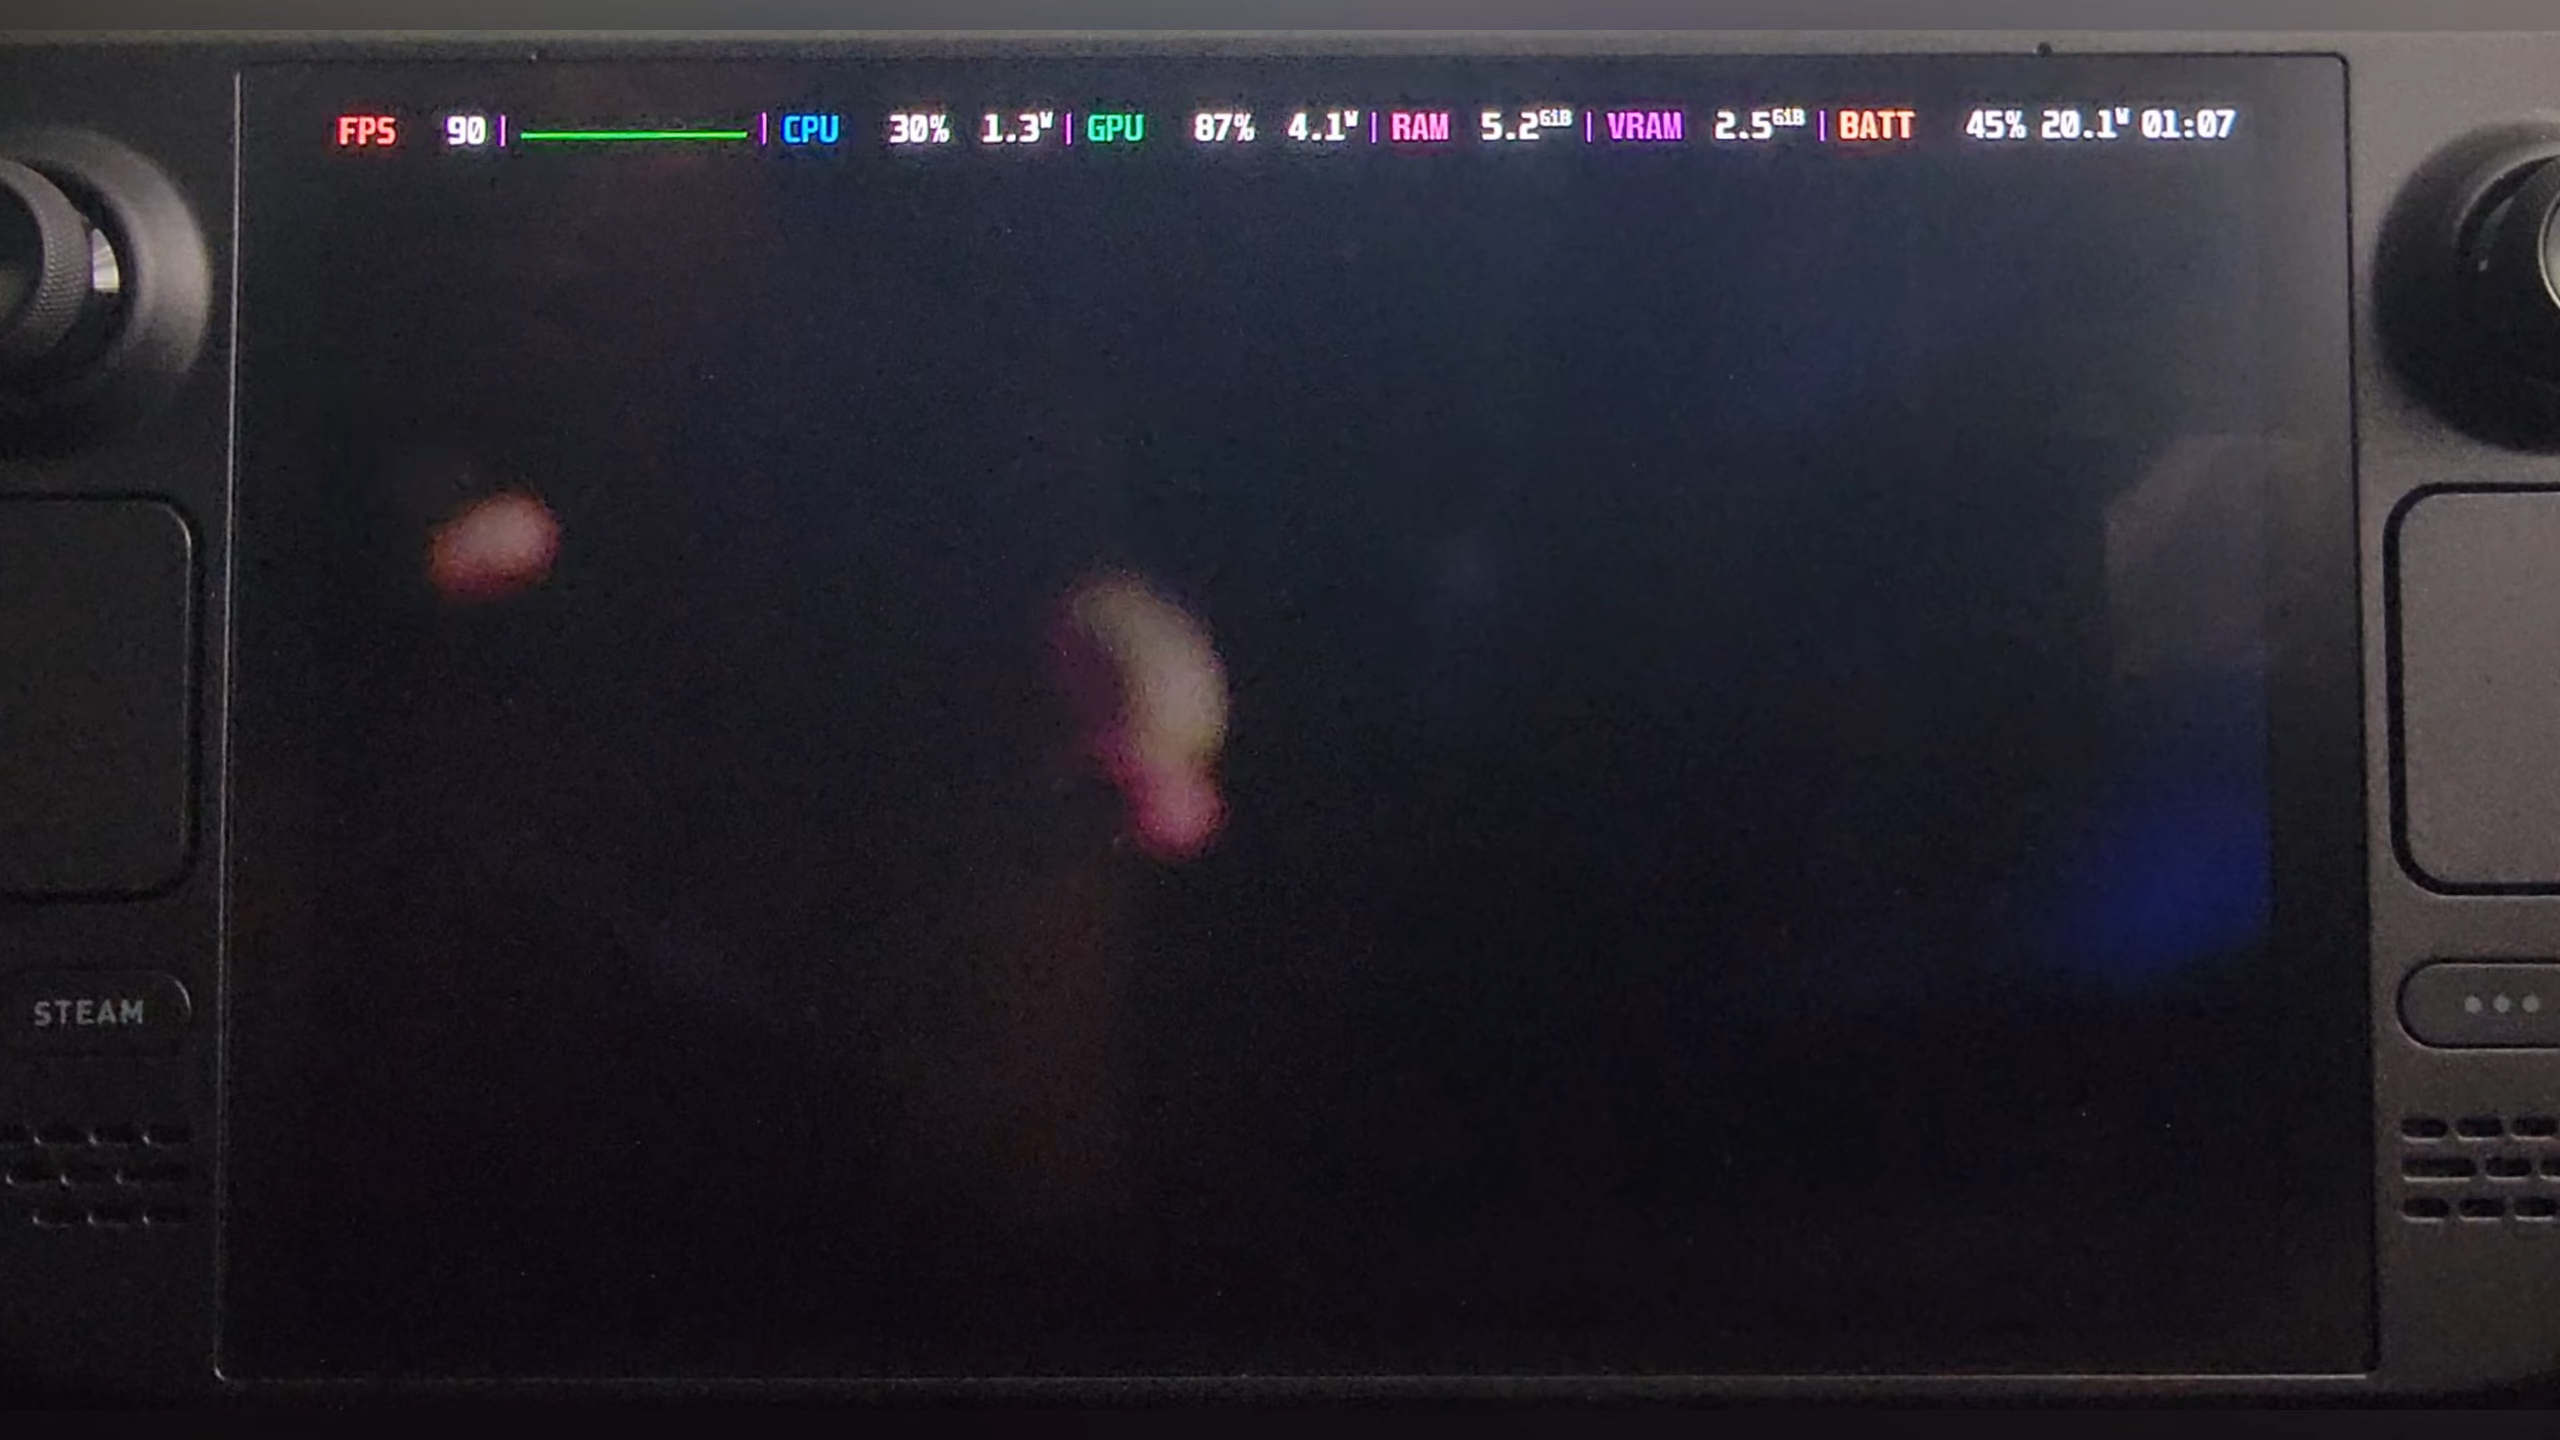 FPS 90 | | CPU 30% 1.3W | GPU 87% 4.1W | RAM 5.2GiB | VRAM 2.5GiB | BATT 45% 20.1W 01:07
STEAM